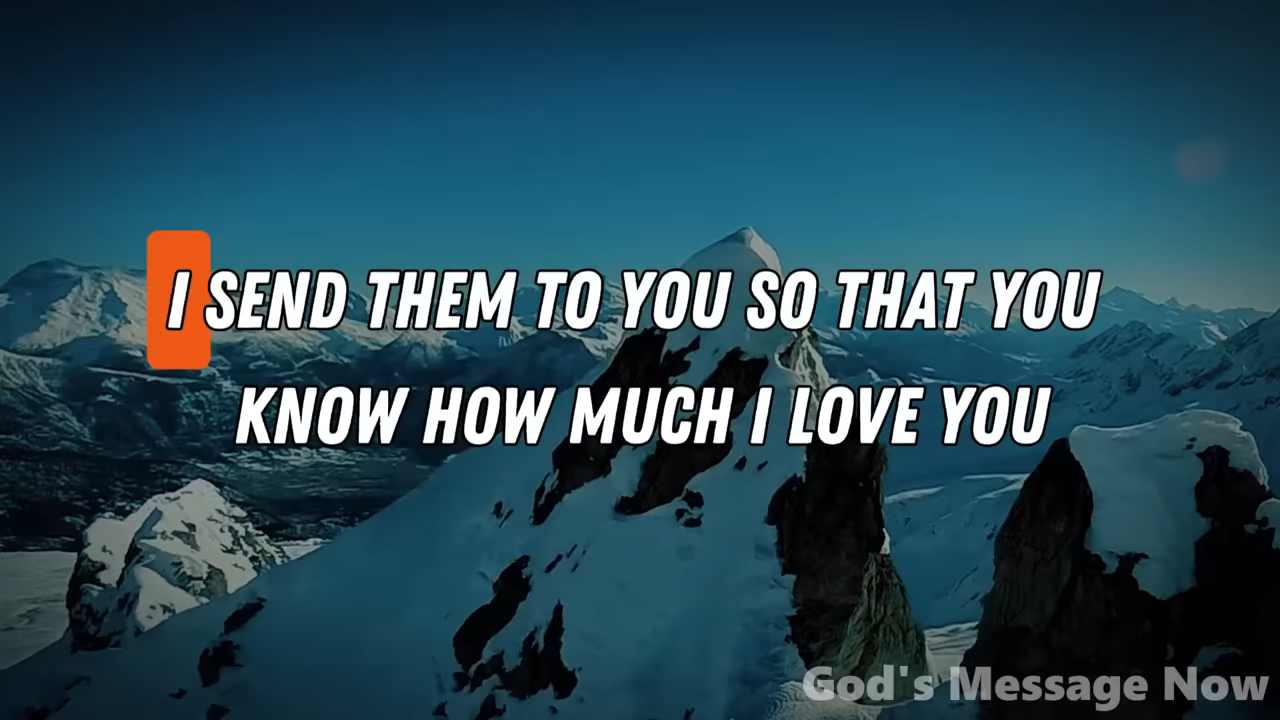 I SEND THEM TO YOU SO THAT YOU
KNOW HOW MUCH I LOVE YOU
God's Message Now